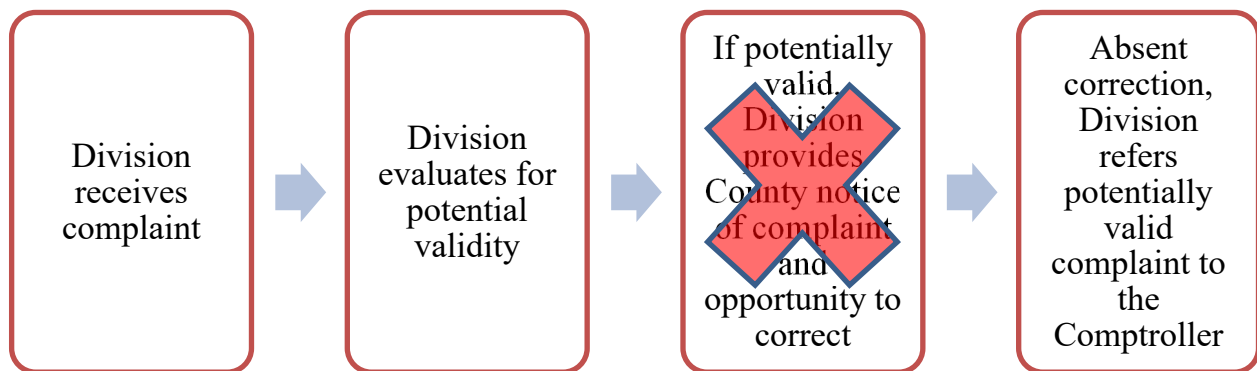 Division
receives
complaint
Division
evaluates for
potential
validity
If potentially
valid,
Division
provides
County notice
of complaint
and
opportunity to
correct
Absent
correction,
Division
refers
potentially
valid
complaint to
the
Comptroller